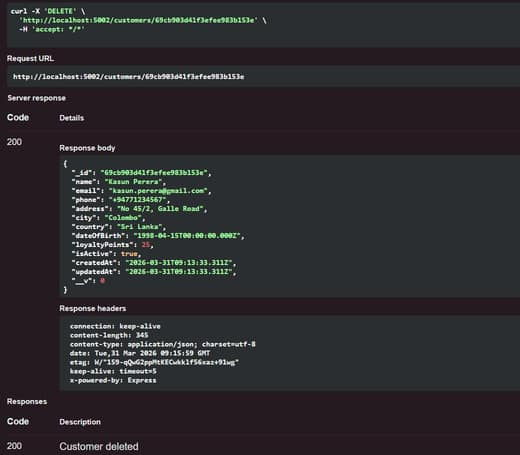 curl -X 'DELETE' \
  'http://localhost:5002/customers/69cb903d41f3efee983b153e' \
  -H 'accept: */*'
Request URL
http://localhost:5002/customers/69cb903d41f3efee983b153e
Server response
Code Details
200
Response body
{
  "_id": "69cb903d41f3efee983b153e",
  "name": "Kasun Perera",
  "email": "kasun.perera@gmail.com",
  "phone": "+94771234567",
  "address": "No 45/2, Galle Road",
  "city": "Colombo",
  "country": "Sri Lanka",
  "dateOfBirth": "1998-04-15T00:00:00.000Z",
  "loyaltyPoints": 25,
  "isActive": true,
  "createdAt": "2026-03-31T09:13:33.311Z",
  "updatedAt": "2026-03-31T09:13:33.311Z",
  "__v": 0
}
Response headers
connection: keep-alive
content-length: 345
content-type: application/json; charset=utf-8
date: Tue,31 Mar 2026 09:15:59 GMT
etag: W/"159-qQwG2ppMtKECwkklf56xaz+91wg"
keep-alive: timeout=5
x-powered-by: Express
Responses
Code Description
200 Customer deleted